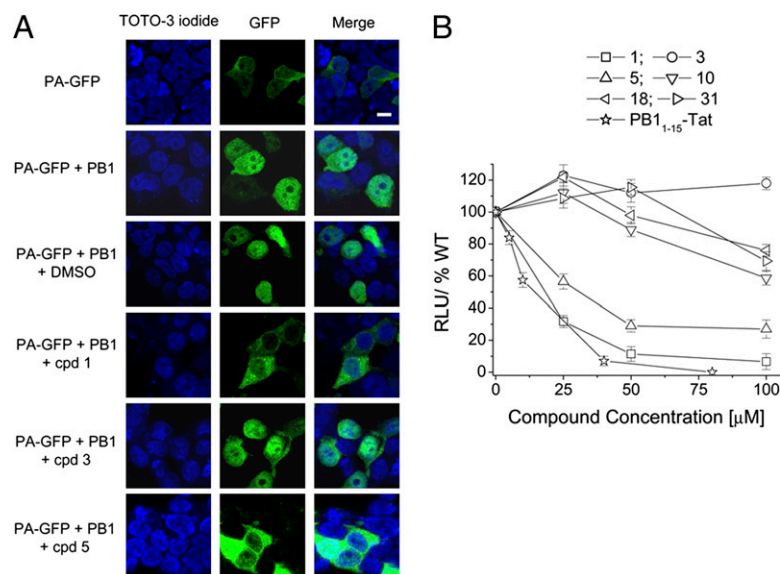 A
TOTO-3 iodide GFP Merge
PA-GFP
PA-GFP + PB1
PA-GFP + PB1
+ DMSO
PA-GFP + PB1
+ cpd 1
PA-GFP + PB1
+ cpd 3
PA-GFP + PB1
+ cpd 5
B
1; 3
5; 10
18; 31
PB1₁₋₁₅-Tat
RLU/ % WT
120
100
80
60
40
20
0
0 25 50 75 100
Compound Concentration [µM]